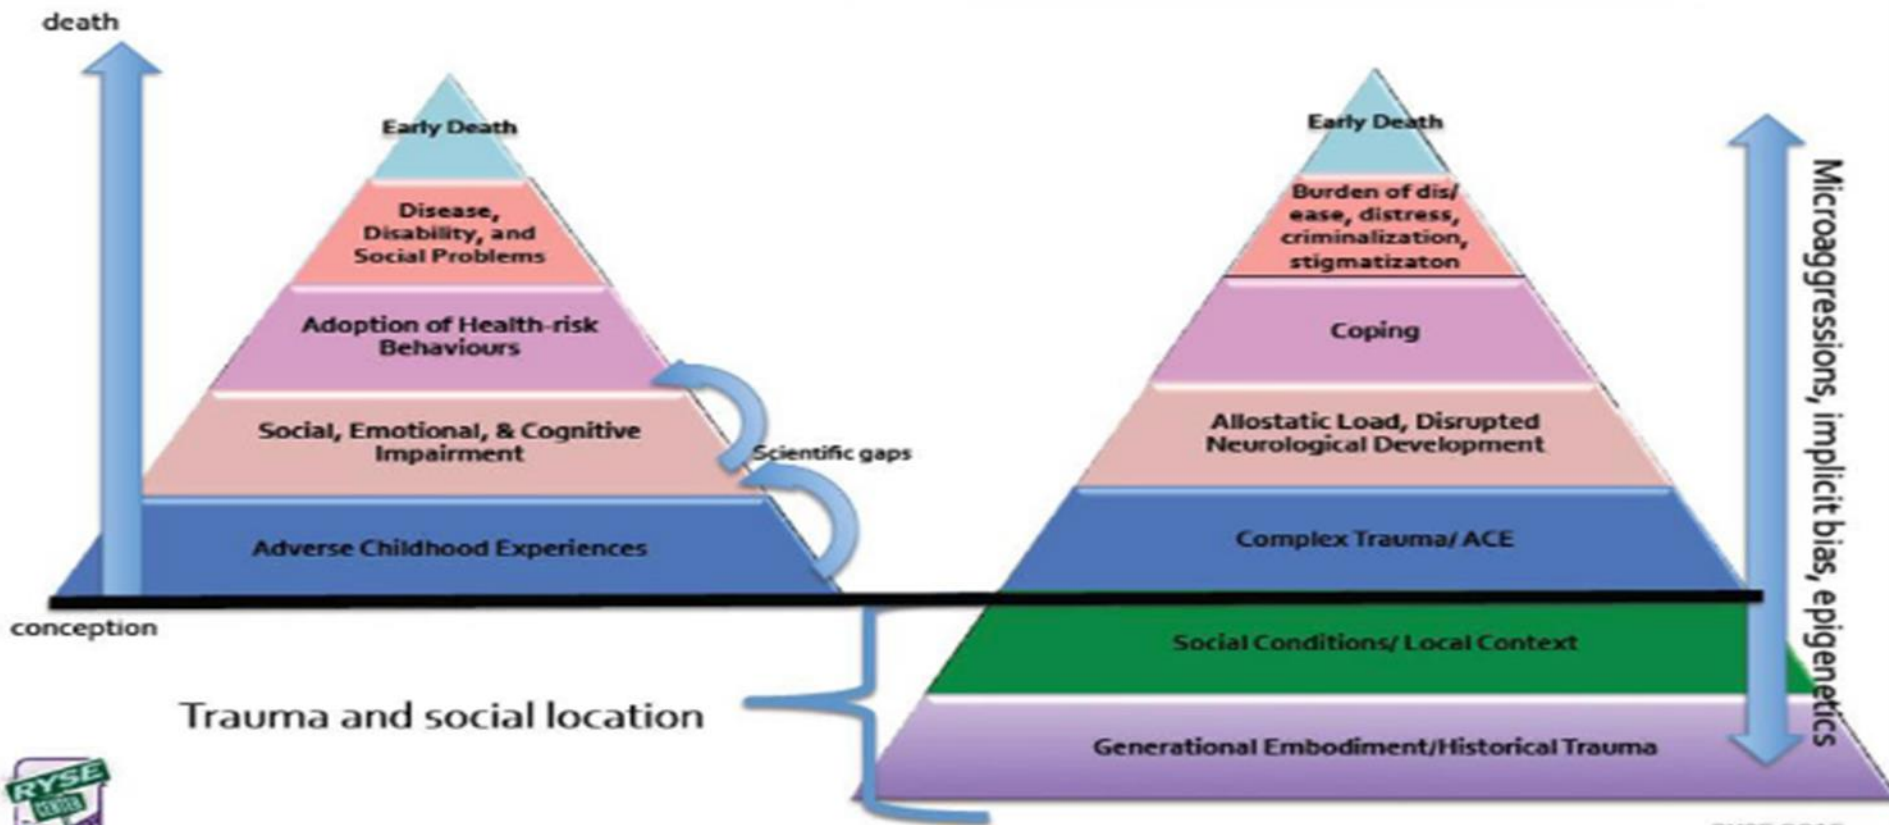 death
Early Death
Disease,
Disability, and
Social Problems
Adoption of Health-risk
Behaviours
Social, Emotional, & Cognitive
Impairment
Scientific gaps
Adverse Childhood Experiences
conception
Trauma and social location
Early Death
Burden of dis/
ease, distress,
criminalization,
stigmatizaton
Coping
Allostatic Load, Disrupted
Neurological Development
Complex Trauma/ ACE
Social Conditions/ Local Context
Generational Embodiment/Historical Trauma
Microaggressions, implicit bias, epigenetics
RYSE
CENTER